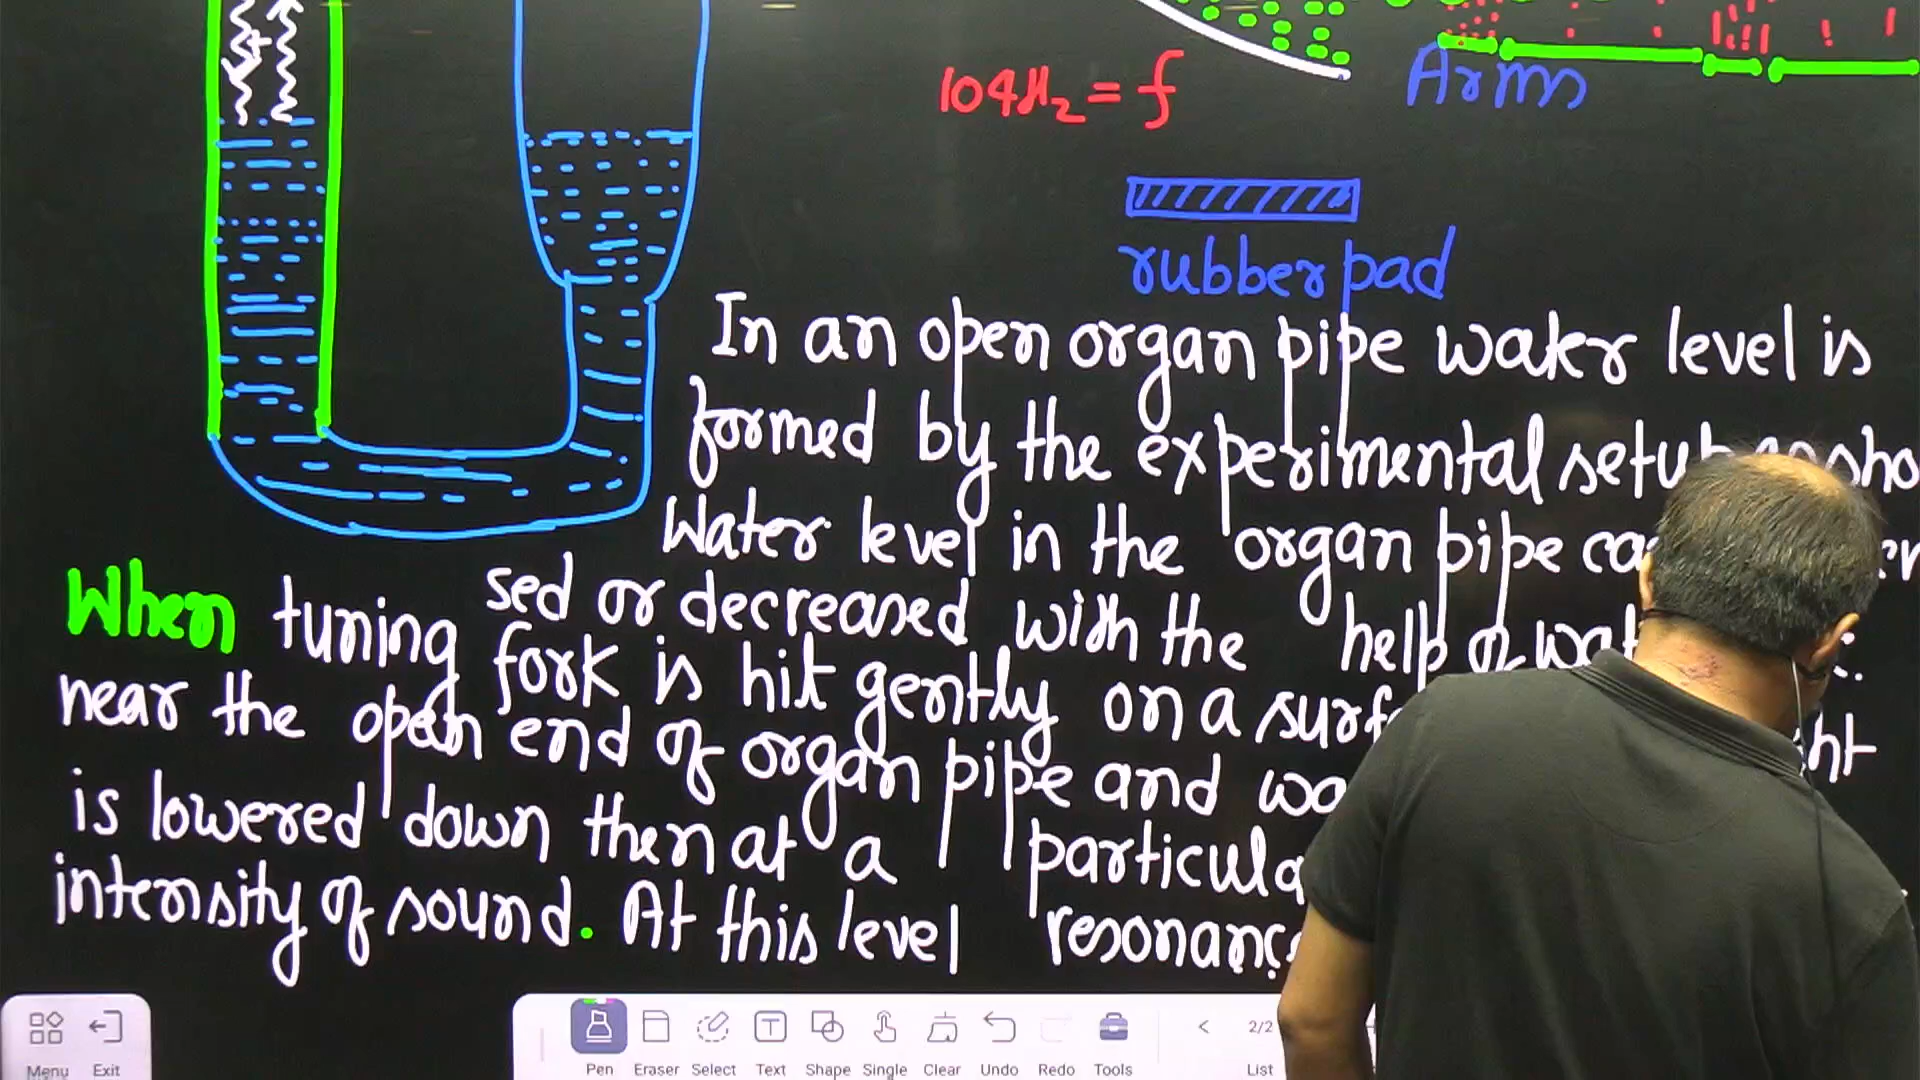 104Hz = f
Arms
rubber pad
In an open organ pipe water level is
formed by the experimental setup sho
Water level in the organ pipe ca
sed or decreased with the help of wat
When tuning fork is hit gently on a surf
near the open end of organ pipe and wa
is lowered down then at a particula
intensity of sound. At this level resonanc
Menu Exit
Pen Eraser Select Text Shape Single Clear Undo Redo Tools
< 2/2
List